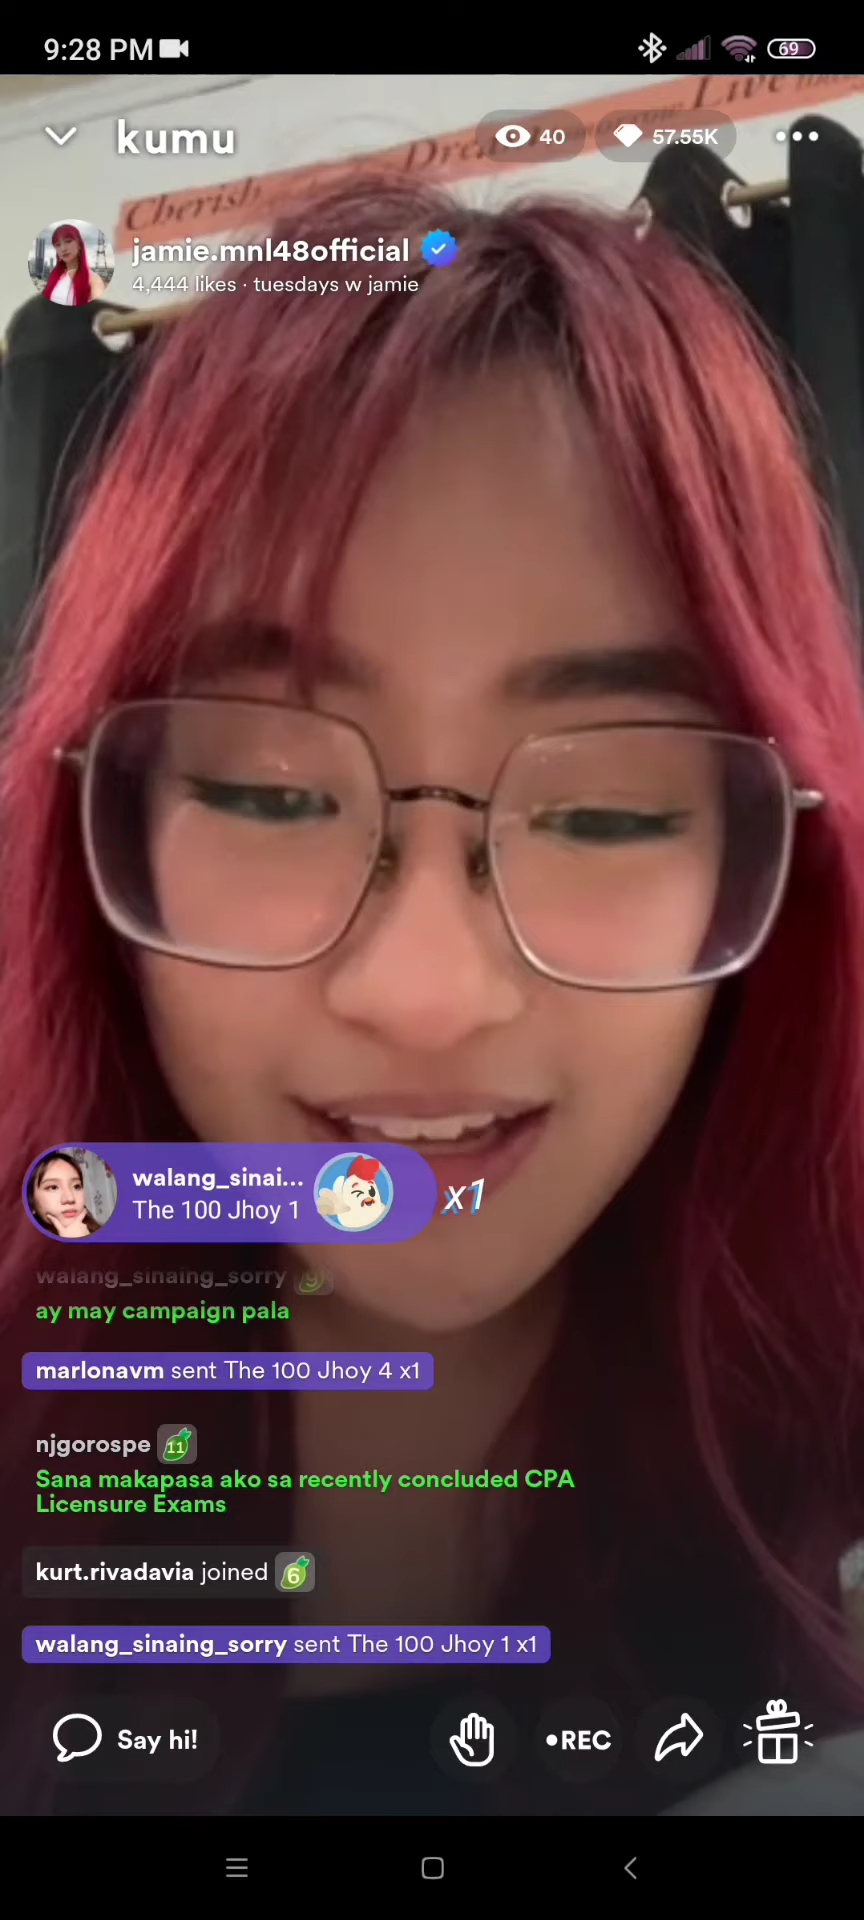 9:28 PM
69
Cherish
Live
kumu
40
57.55K
jamie.mnl48official
4,444 likes · tuesdays w jamie
walang_sinai...
The 100 Jhoy 1
x1
walang_sinaing_sorry 9
ay may campaign pala
marlonavm sent The 100 Jhoy 4 x1
njgorospe 11
Sana makapasa ako sa recently concluded CPA
Licensure Exams
kurt.rivadavia joined 6
walang_sinaing_sorry sent The 100 Jhoy 1 x1
Say hi!
•REC